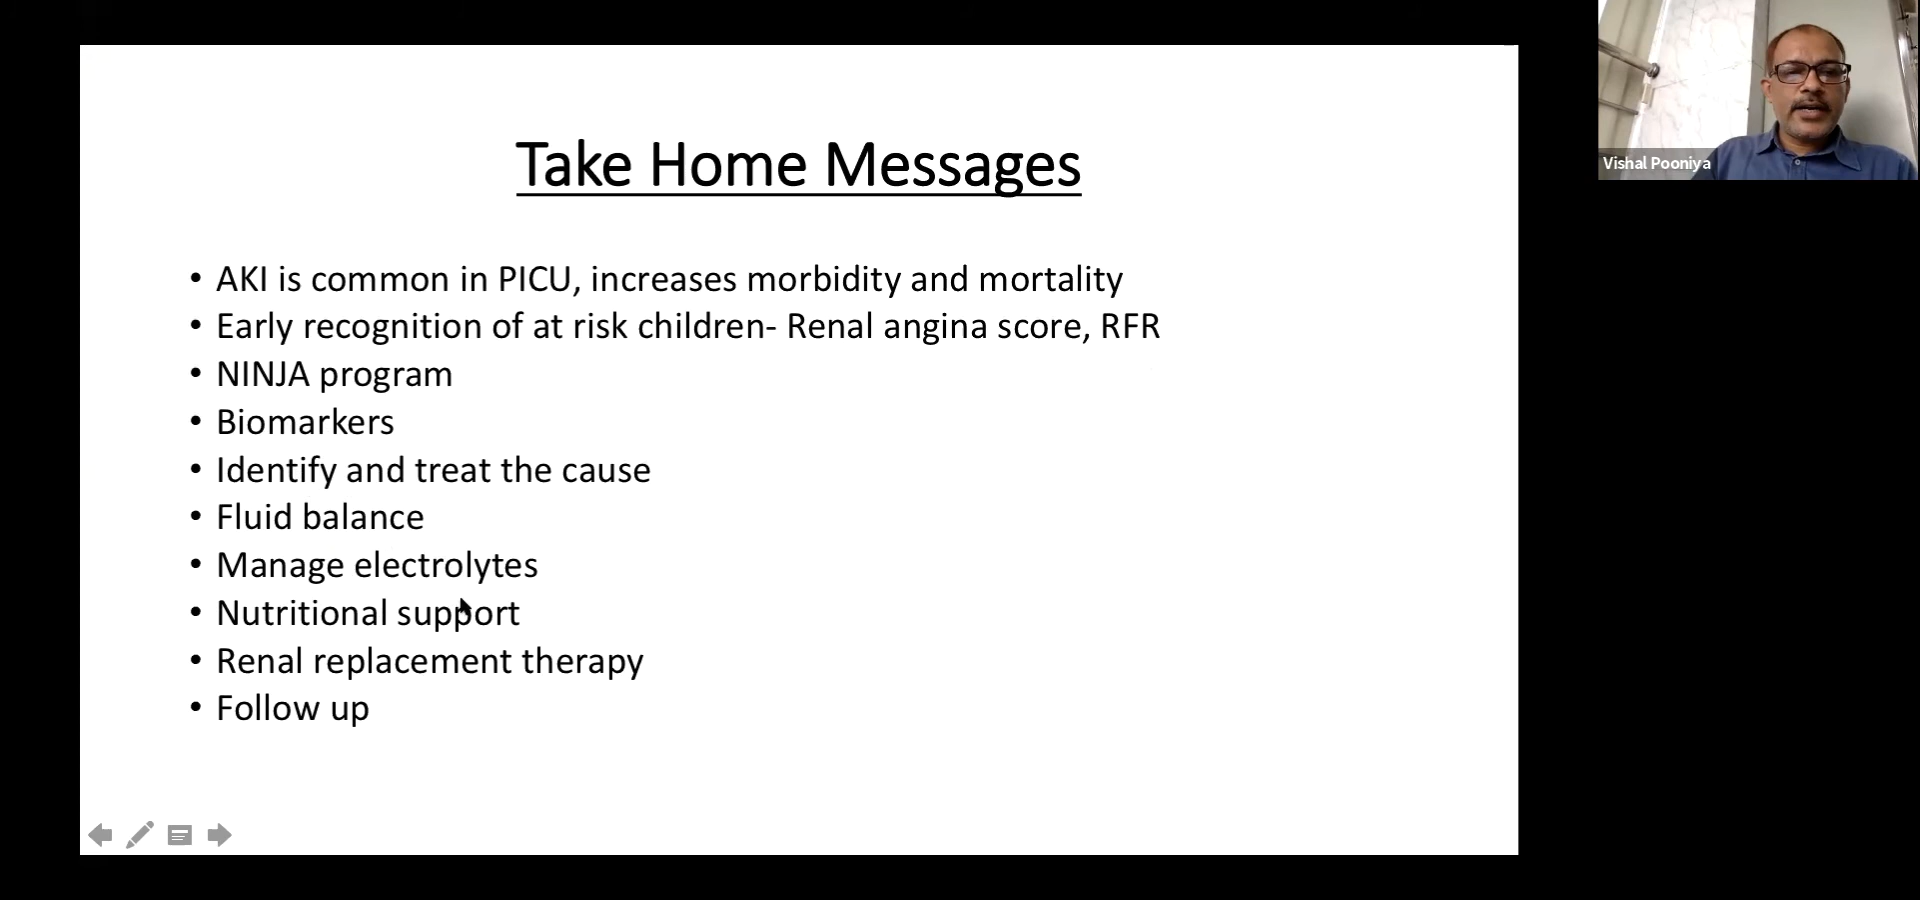 Take Home Messages
• AKI is common in PICU, increases morbidity and mortality
• Early recognition of at risk children- Renal angina score, RFR
• NINJA program
• Biomarkers
• Identify and treat the cause
• Fluid balance
• Manage electrolytes
• Nutritional support
• Renal replacement therapy
• Follow up
Vishal Pooniya